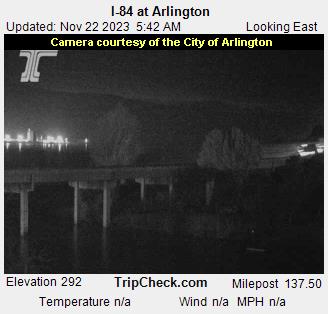 I-84 at Arlington
Updated: Nov 22 2023 5:42 AM Looking East
Camera courtesy of the City of Arlington
Elevation 292 TripCheck.com Milepost 137.50
Temperature n/a Wind n/a MPH n/a